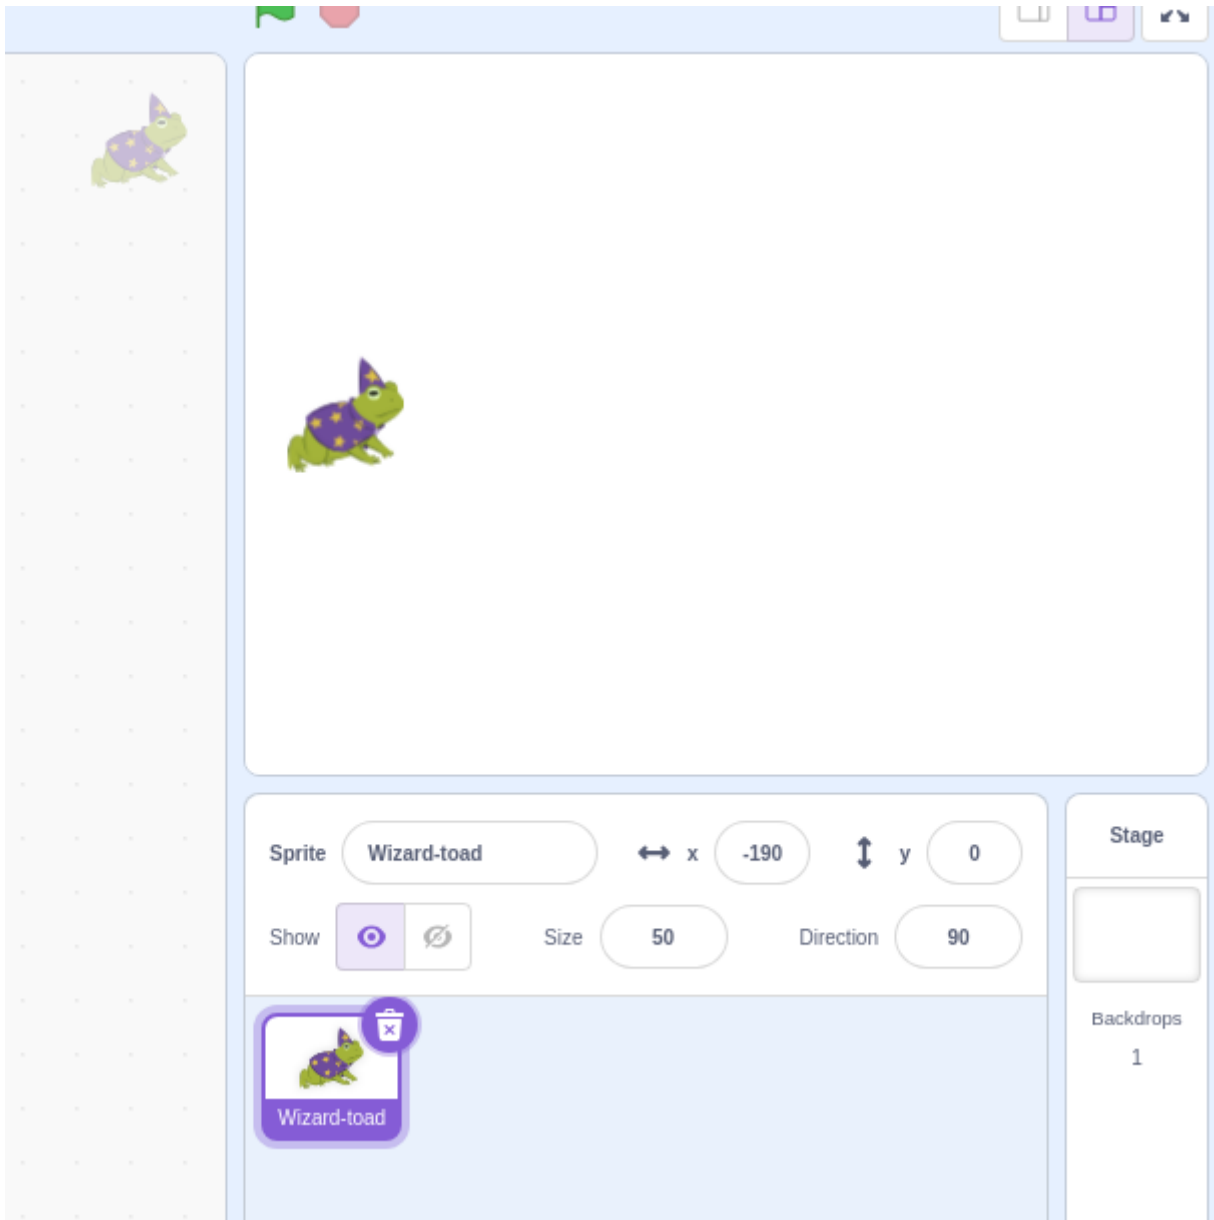 Sprite Wizard-toad x -190 y 0
Show Size 50 Direction 90
Wizard-toad
Stage
Backdrops
1